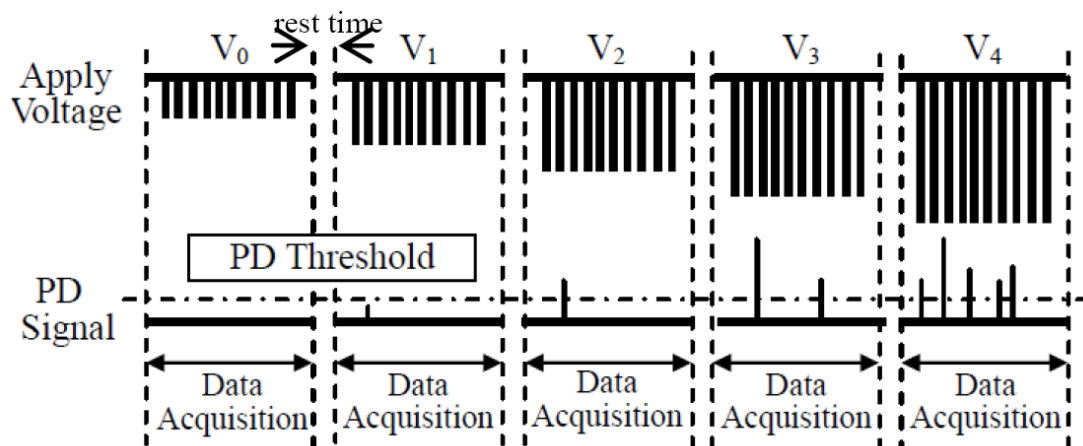 rest time
V₀ V₁ V₂ V₃ V₄
Apply
Voltage
PD Threshold
PD
Signal
Data Data Data Data Data
Acquisition Acquisition Acquisition Acquisition Acquisition